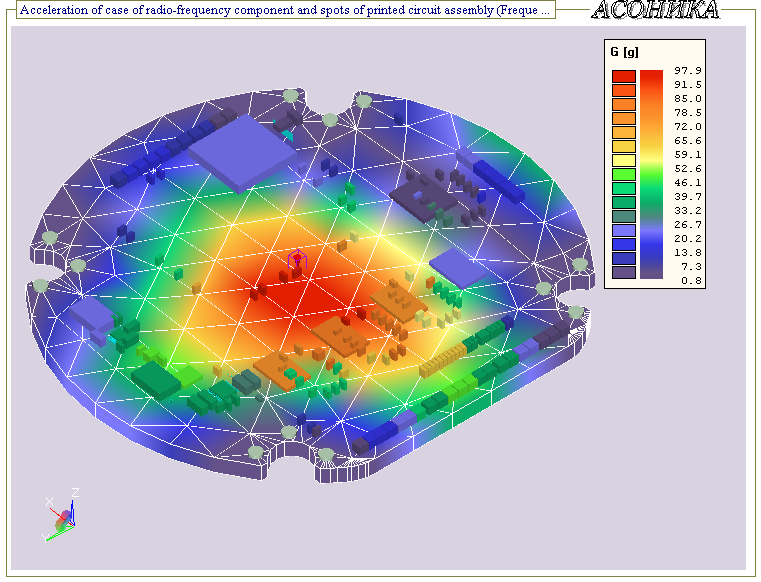 Acceleration of case of radio-frequency component and spots of printed circuit assembly (Freque ...
АСОНИКА
G [g]
97.9
91.5
85.0
78.5
72.0
65.6
59.1
52.6
46.1
39.7
33.2
26.7
20.2
13.8
7.3
0.8
X
Z
Y